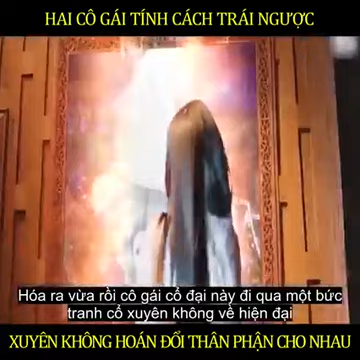 HAI CÔ GÁI TÍNH CÁCH TRÁI NGƯỢC
Hóa ra vừa rồi cô gái cổ đại này đi qua một bức
tranh cổ xuyên không về hiện đại
XUYÊN KHÔNG HOÁN ĐỔI THÂN PHẬN CHO NHAU